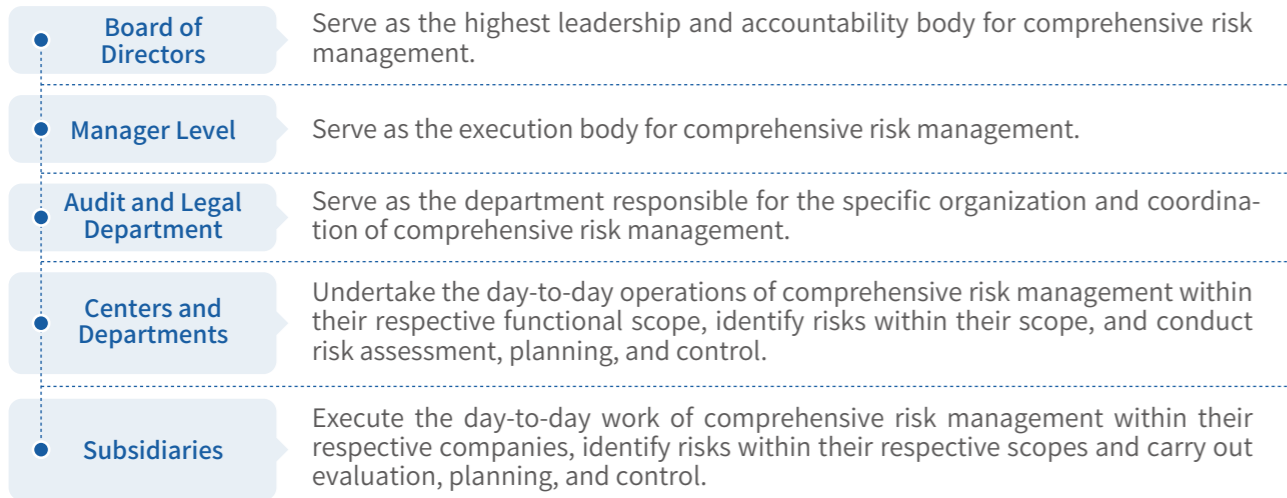 Board of
Directors
Serve as the highest leadership and accountability body for comprehensive risk
management.
Manager Level
Serve as the execution body for comprehensive risk management.
Audit and Legal
Department
Serve as the department responsible for the specific organization and coordina-
tion of comprehensive risk management.
Centers and
Departments
Undertake the day-to-day operations of comprehensive risk management within
their respective functional scope, identify risks within their scope, and conduct
risk assessment, planning, and control.
Subsidiaries
Execute the day-to-day work of comprehensive risk management within their
respective companies, identify risks within their respective scopes and carry out
evaluation, planning, and control.